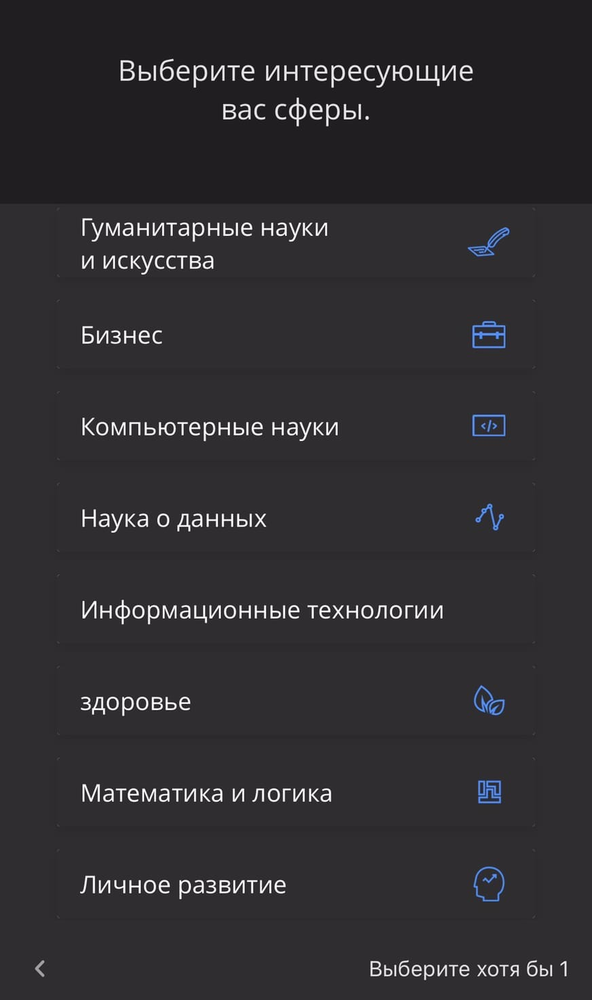 Выберите интересующие
вас сферы.
Гуманитарные науки
и искусства
Бизнес
Компьютерные науки
</>
Наука о данных
Информационные технологии
здоровье
Математика и логика
Личное развитие
Выберите хотя бы 1